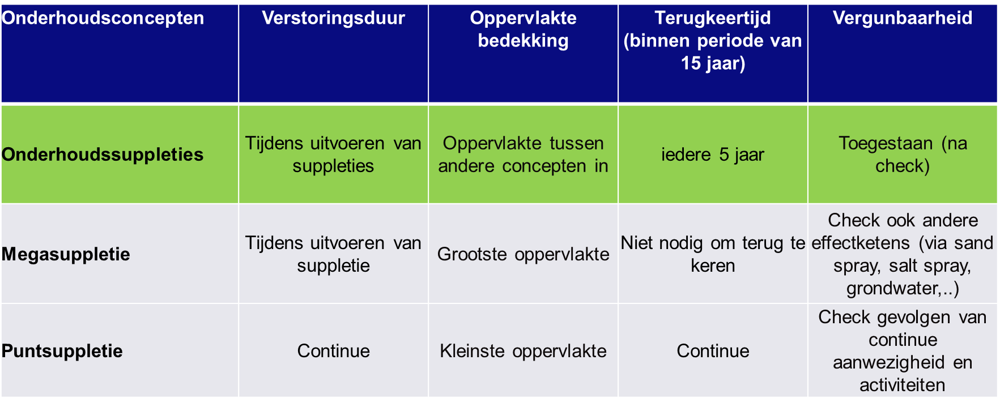 Onderhoudsconcepten
Verstoringsduur
Oppervlakte
bedekking
Terugkeertijd
(binnen periode van
15 jaar)
Vergunbaarheid
Onderhoudssuppleties
Tijdens uitvoeren van
suppleties
Oppervlakte tussen
andere concepten in
iedere 5 jaar
Toegestaan (na
check)
Megasuppletie
Tijdens uitvoeren van
suppletie
Grootste oppervlakte
Niet nodig om terug te
keren
Check ook andere
effectketens (via sand
spray, salt spray,
grondwater,..)
Puntsuppletie
Continue
Kleinste oppervlakte
Continue
Check gevolgen van
continue
aanwezigheid en
activiteiten